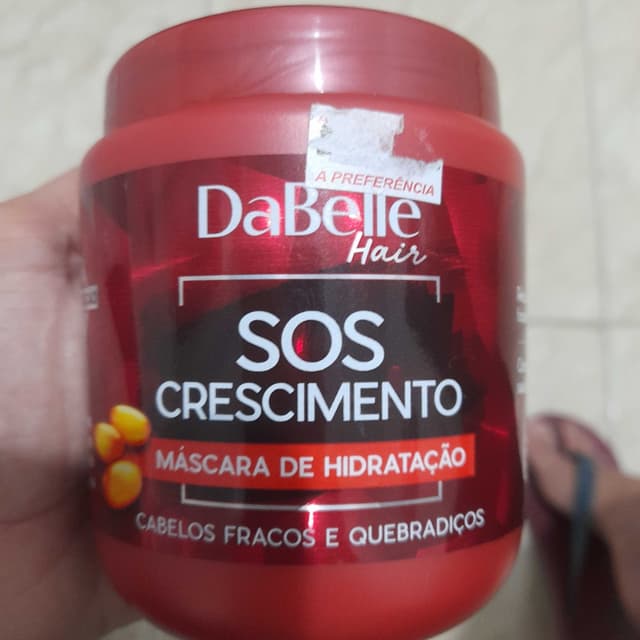 A PREFERÊNCIA
DaBelle
Hair
SOS
CRESCIMENTO
MÁSCARA DE HIDRATAÇÃO
CABELOS FRACOS E QUEBRADIÇOS